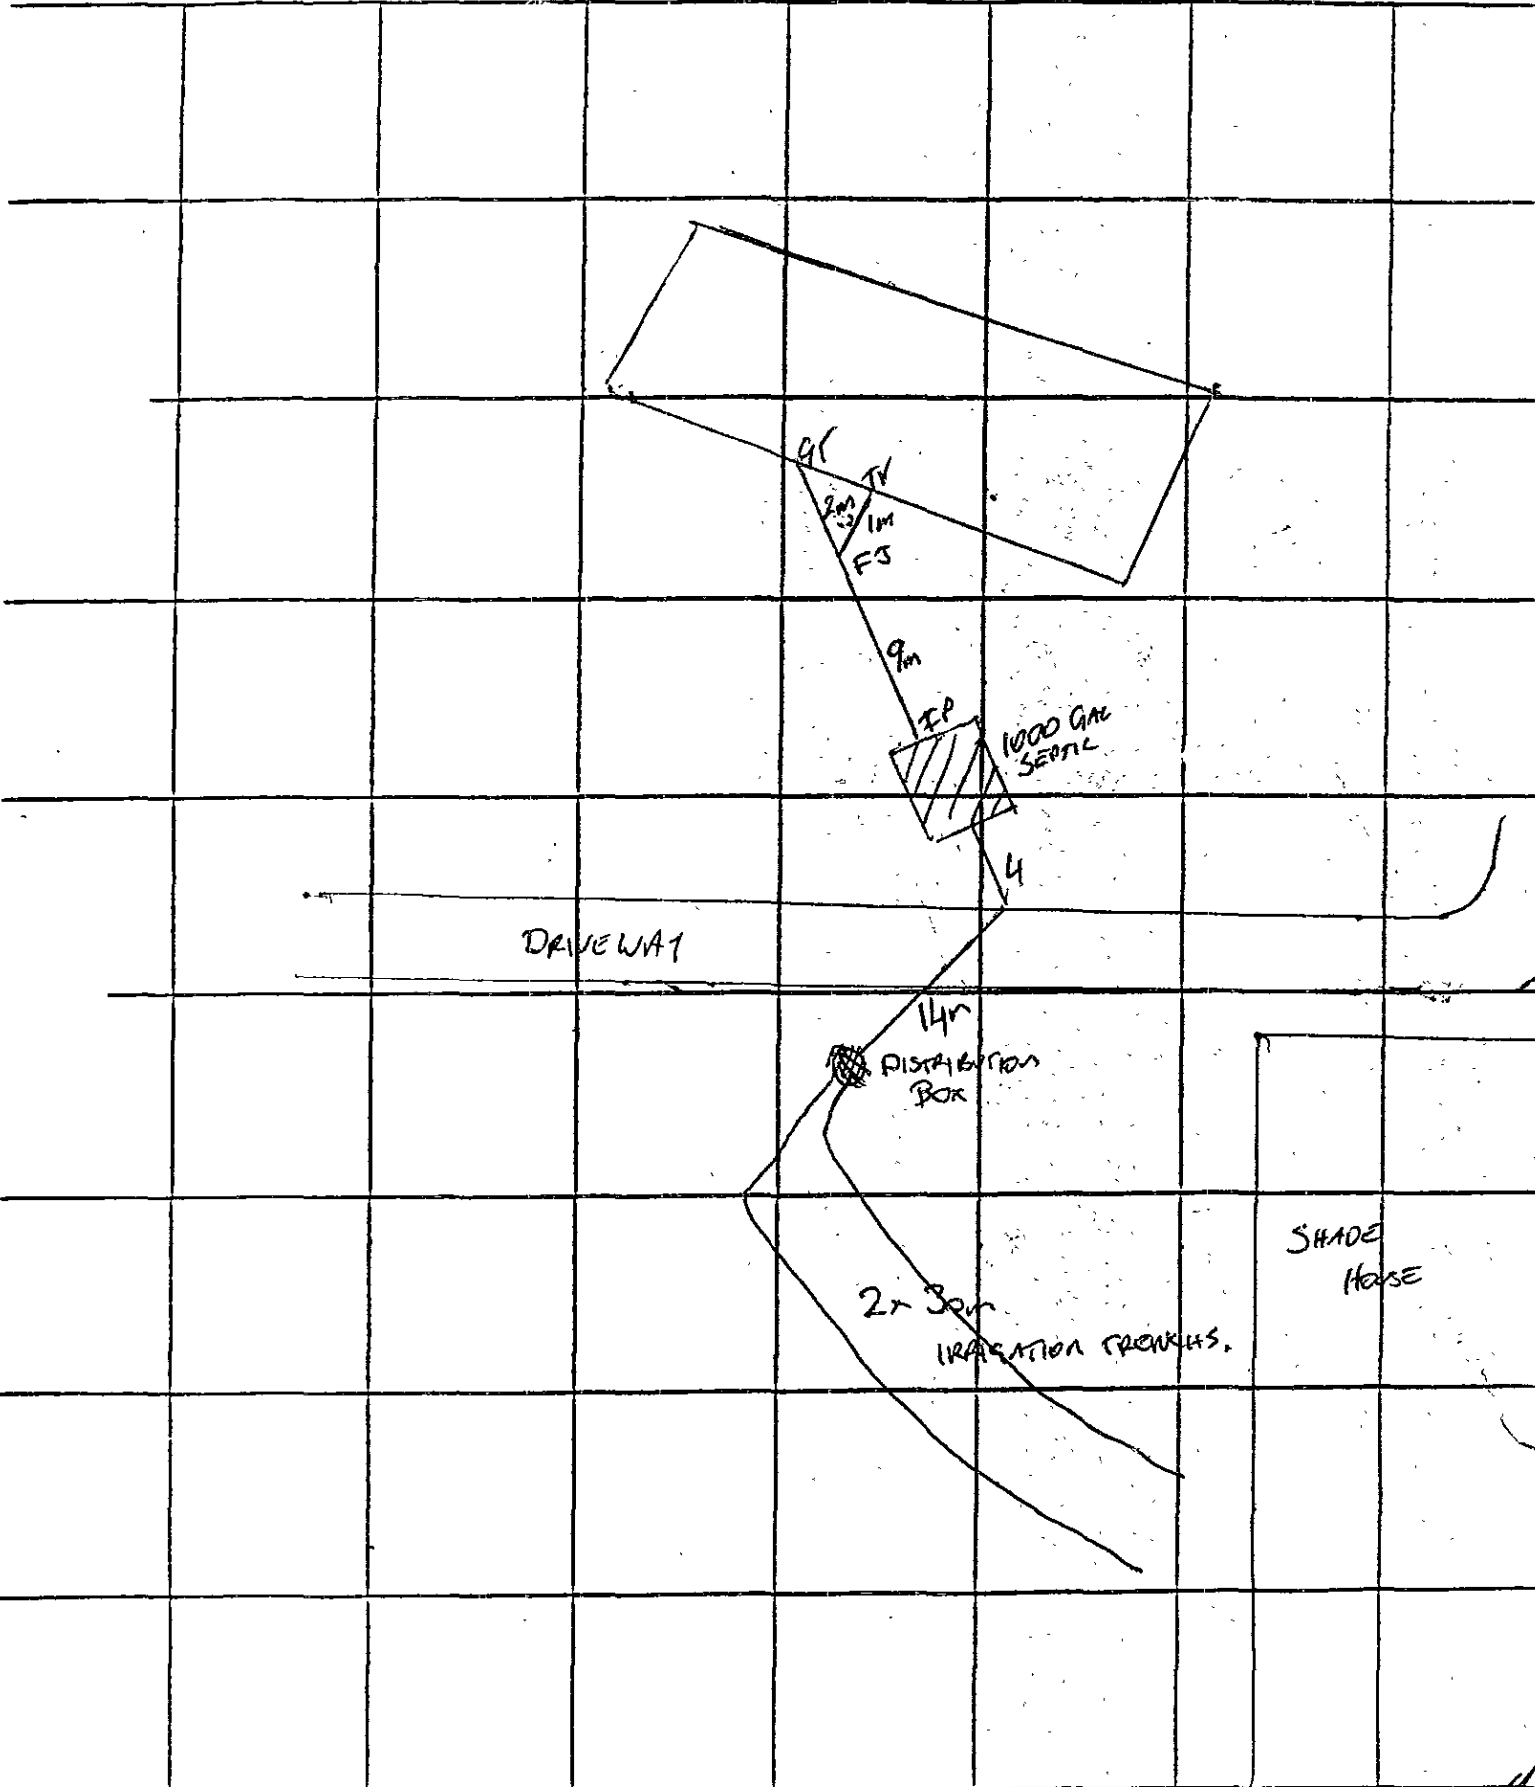 GT
TV
2m
1m
FJ
9m
IP
1000 GAL
SEPTIC
4
DRIVEWAY
14m
DISTRIBUTION
BOX
SHADE
HOUSE
2x 30m
IRRIGATION TRENCHS.